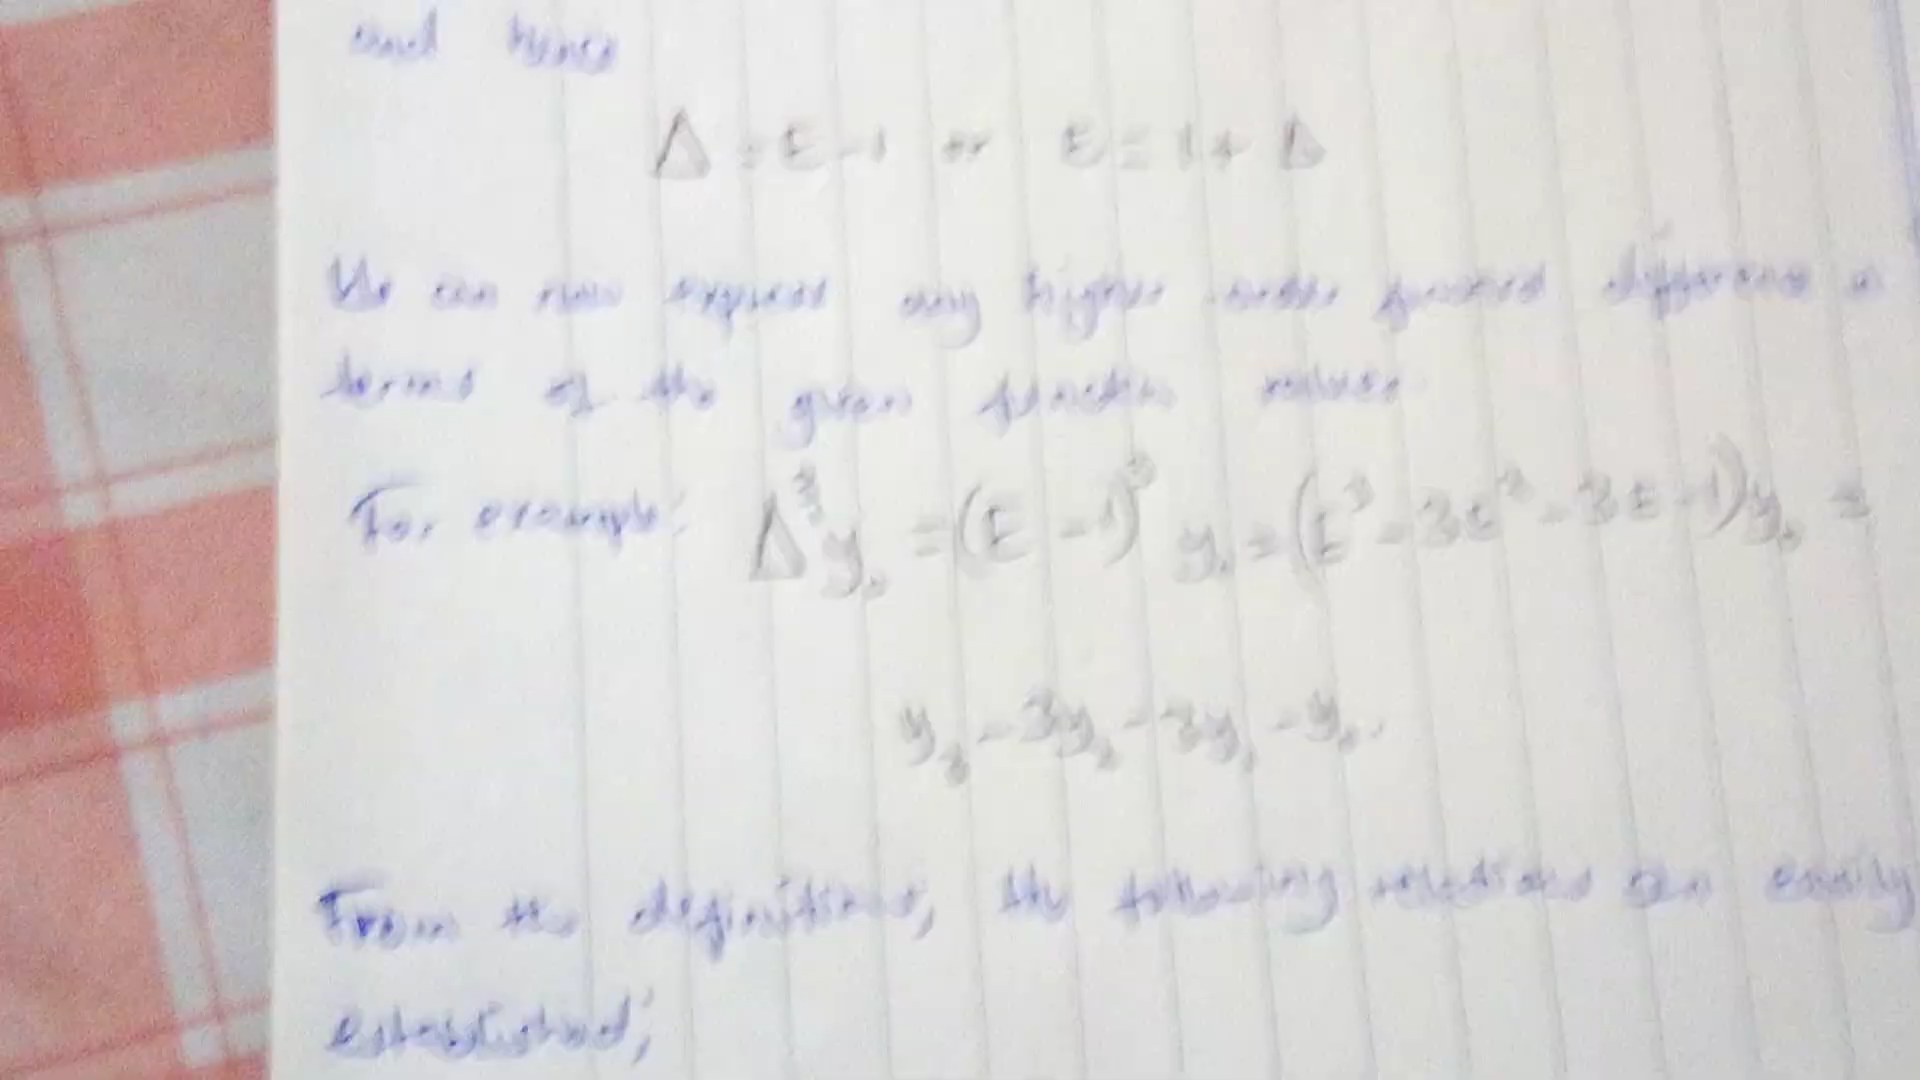 and hence
Δ = E - 1 or E = 1 + Δ
We can now express any higher order forward difference in
terms of the given function values.
For example: Δ³y₀ = (E - 1)³ y₀ = (E³ - 3E² - 3E - 1)y₀ =
y₃ - 3y₂ - 3y₁ - y₀.
From the definitions, the following relations can easily
established;